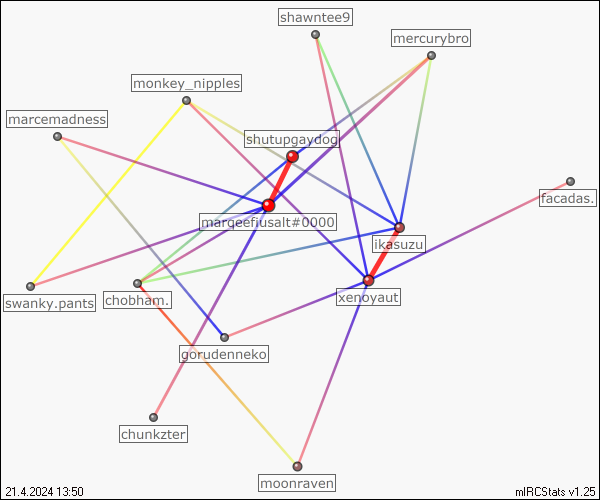 shawntee9
mercurybro
monkey_nipples
marcemadness
shutupgaydog
facadas.
marqeefiusalt#0000
ikasuzu
swanky.pants
chobham.
xenoyaut
gorudenneko
chunkzter
moonraven
21.4.2024 13:50
mIRCStats v1.25